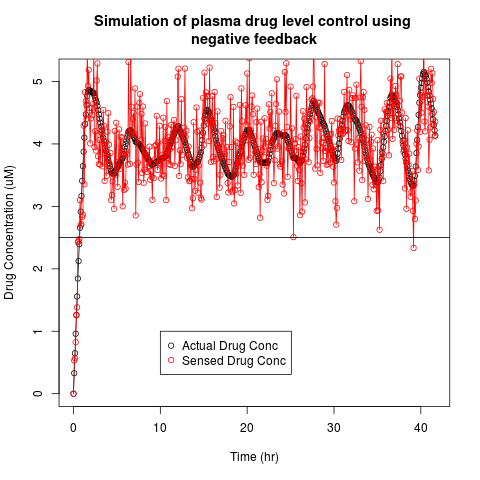 Simulation of plasma drug level control using
negative feedback
Drug Concentration (uM)
5
4
3
2
1
0
Actual Drug Conc
Sensed Drug Conc
0
10
20
30
40
Time (hr)